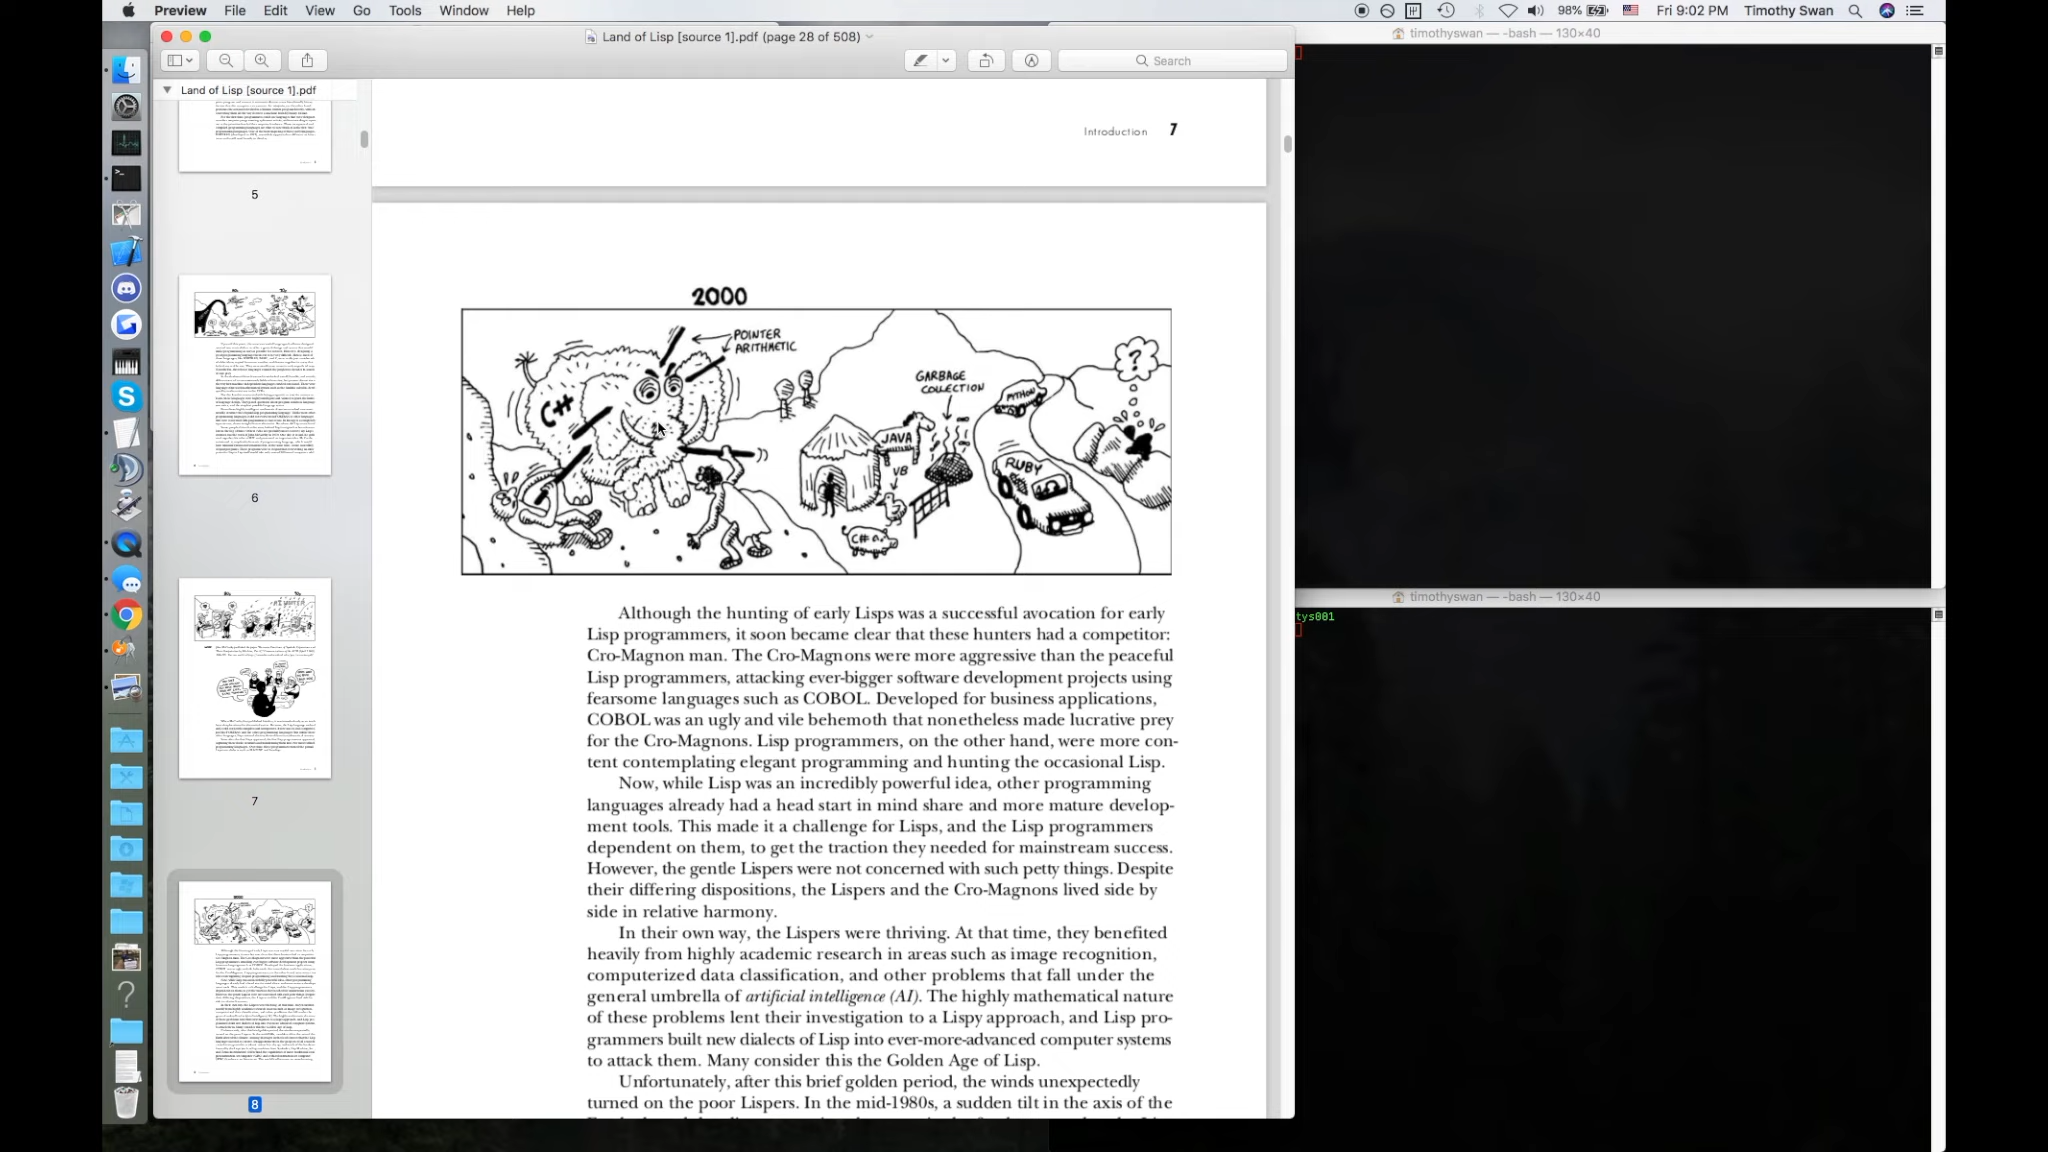 Preview File Edit View Go Tools Window Help
98% Fri 9:02 PM Timothy Swan
Land of Lisp [source 1].pdf (page 28 of 508)
Search
Land of Lisp [source 1].pdf
5
6
7
8
timothyswan — -bash — 130×40
timothyswan — -bash — 130×40
tys001
Introduction 7
2000
POINTER
ARITHMETIC
C++
GARBAGE
COLLECTION
PYTHON
?
JAVA
VB
RUBY
C#
Although the hunting of early Lisps was a successful avocation for early
Lisp programmers, it soon became clear that these hunters had a competitor:
Cro-Magnon man. The Cro-Magnons were more aggressive than the peaceful
Lisp programmers, attacking ever-bigger software development projects using
fearsome languages such as COBOL. Developed for business applications,
COBOL was an ugly and vile behemoth that nonetheless made lucrative prey
for the Cro-Magnons. Lisp programmers, on the other hand, were more con-
tent contemplating elegant programming and hunting the occasional Lisp.
Now, while Lisp was an incredibly powerful idea, other programming
languages already had a head start in mind share and more mature develop-
ment tools. This made it a challenge for Lisps, and the Lisp programmers
dependent on them, to get the traction they needed for mainstream success.
However, the gentle Lispers were not concerned with such petty things. Despite
their differing dispositions, the Lispers and the Cro-Magnons lived side by
side in relative harmony.
In their own way, the Lispers were thriving. At that time, they benefited
heavily from highly academic research in areas such as image recognition,
computerized data classification, and other problems that fall under the
general umbrella of artificial intelligence (AI). The highly mathematical nature
of these problems lent their investigation to a Lispy approach, and Lisp pro-
grammers built new dialects of Lisp into ever-more-advanced computer systems
to attack them. Many consider this the Golden Age of Lisp.
Unfortunately, after this brief golden period, the winds unexpectedly
turned on the poor Lispers. In the mid-1980s, a sudden tilt in the axis of the